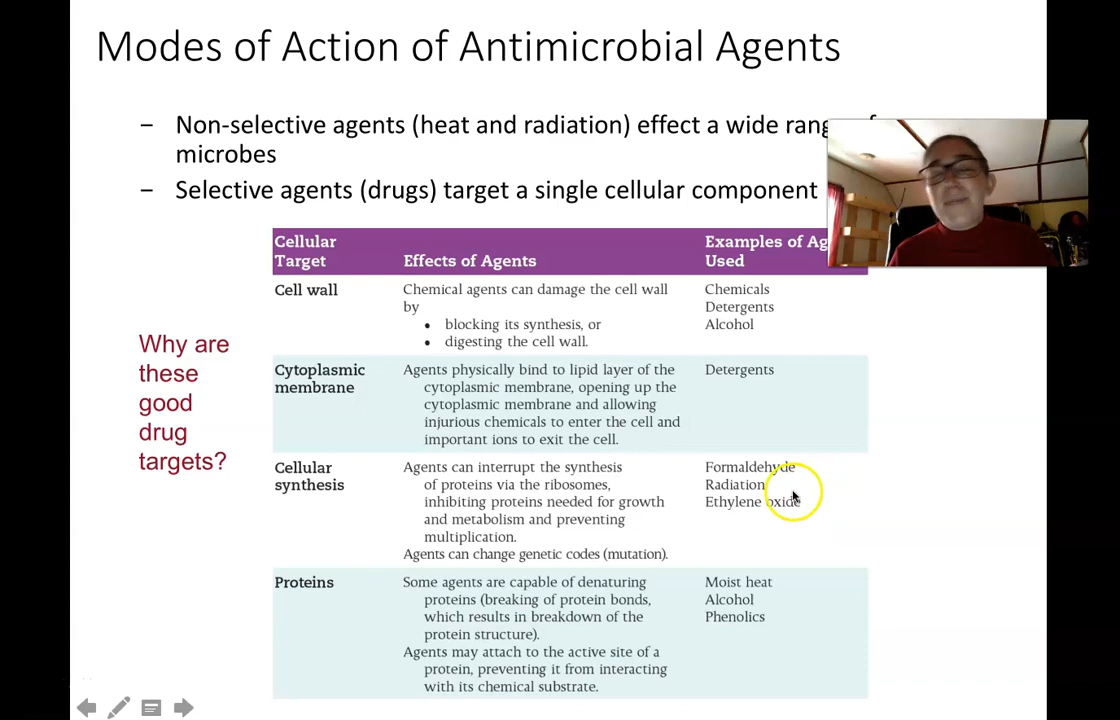 Modes of Action of Antimicrobial Agents
– Non-selective agents (heat and radiation) effect a wide
microbes
– Selective agents (drugs) target a single cellular component
Cellular
Target
Effects of Agents
Examples of
Used
Cell wall
Chemical agents can damage the cell wall
by
• blocking its synthesis, or
• digesting the cell wall.
Chemicals
Detergents
Alcohol
Why are
these
good
drug
targets?
Cytoplasmic
membrane
Agents physically bind to lipid layer of the
cytoplasmic membrane, opening up the
cytoplasmic membrane and allowing
injurious chemicals to enter the cell and
important ions to exit the cell.
Detergents
Cellular
synthesis
Agents can interrupt the synthesis
of proteins via the ribosomes,
inhibiting proteins needed for growth
and metabolism and preventing
multiplication.
Agents can change genetic codes (mutation).
Formaldehyde
Radiation
Ethylene oxide
Proteins
Some agents are capable of denaturing
proteins (breaking of protein bonds,
which results in breakdown of the
protein structure).
Agents may attach to the active site of a
protein, preventing it from interacting
with its chemical substrate.
Moist heat
Alcohol
Phenolics